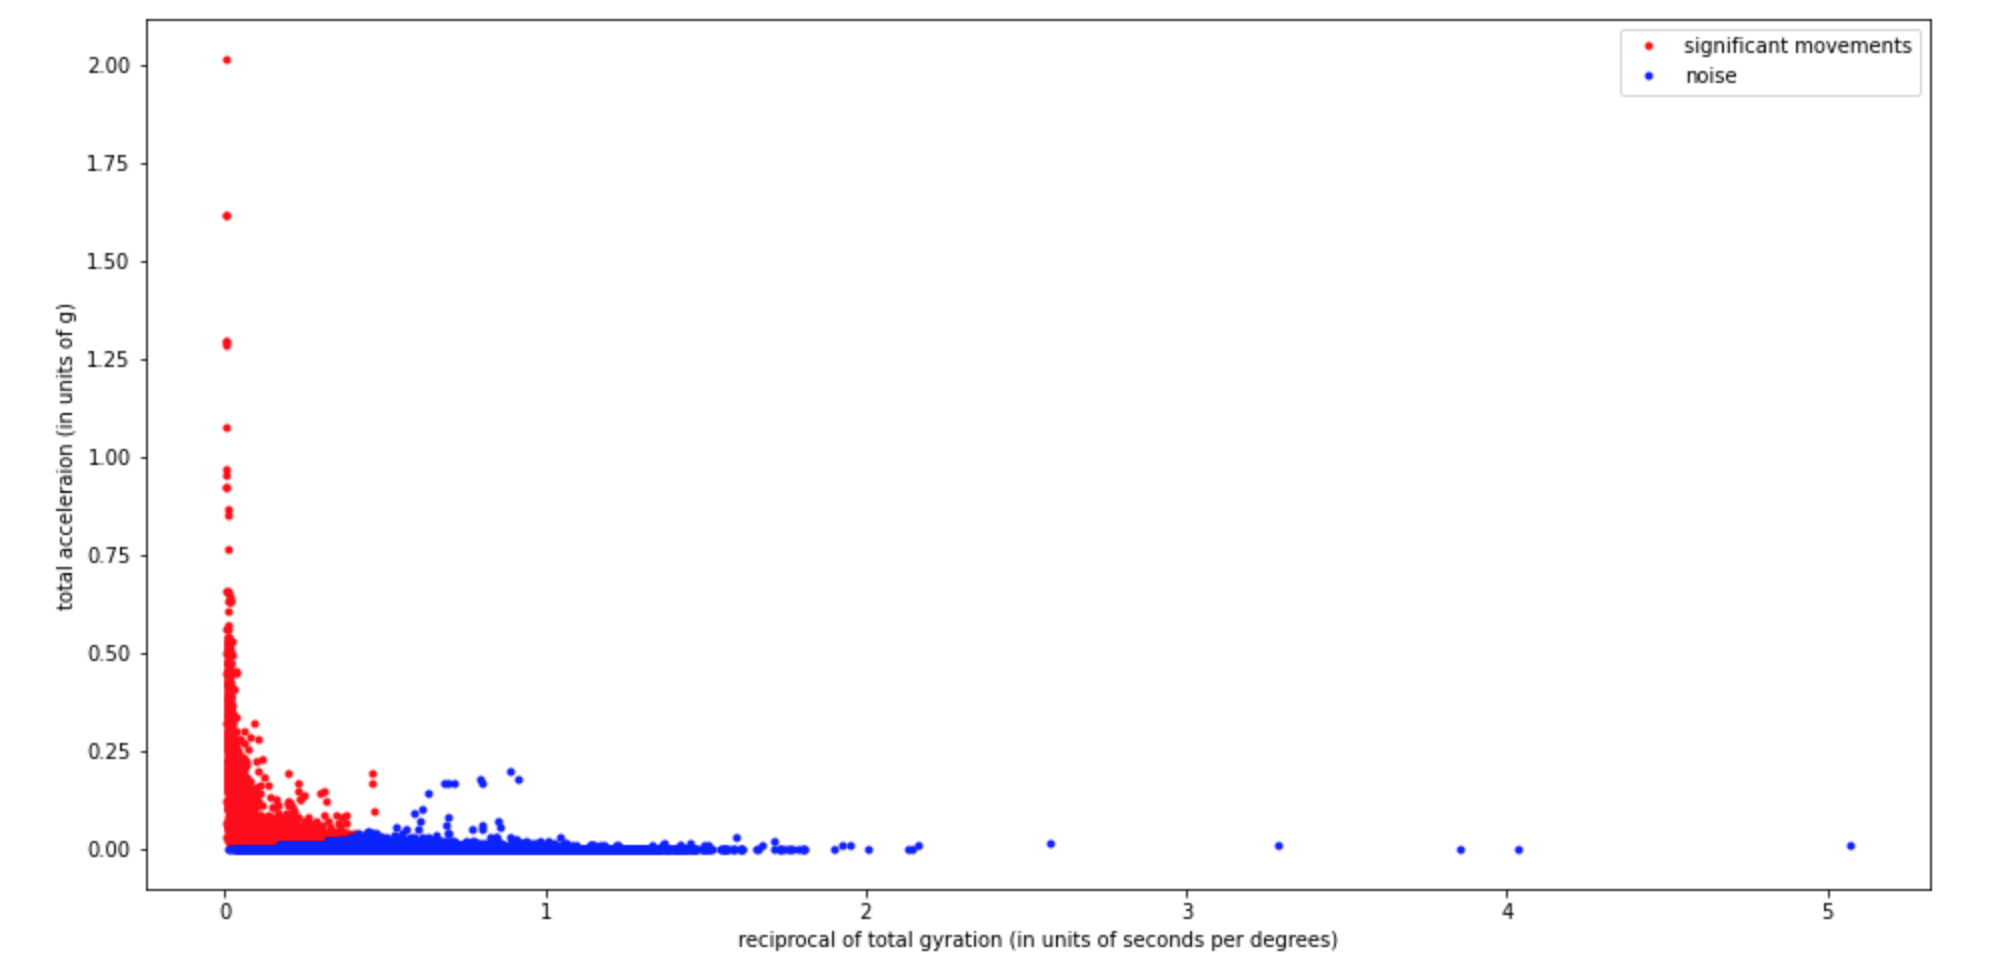 significant movements
noise
2.00
1.75
1.50
1.25
1.00
0.75
0.50
0.25
0.00
total acceleraion (in units of g)
0 1 2 3 4 5
reciprocal of total gyration (in units of seconds per degrees)